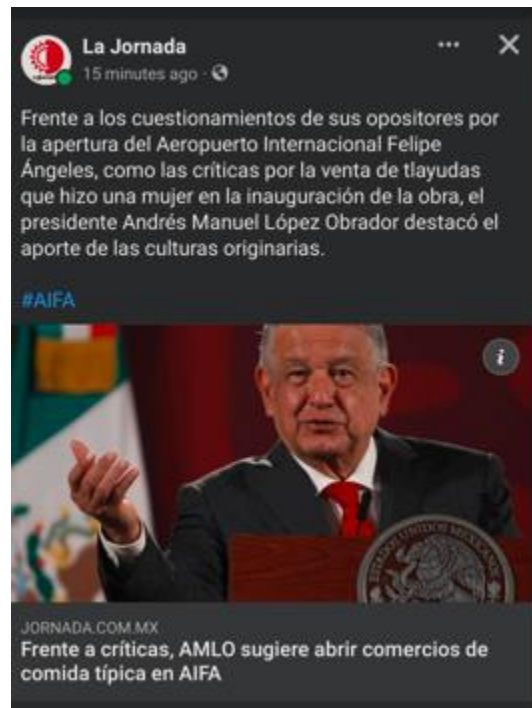 La Jornada
15 minutes ago ·
Frente a los cuestionamientos de sus opositores por
la apertura del Aeropuerto Internacional Felipe
Ángeles, como las críticas por la venta de tlayudas
que hizo una mujer en la inauguración de la obra, el
presidente Andrés Manuel López Obrador destacó el
aporte de las culturas originarias.
#AIFA
i
ESTADOS UNIDOS MEXICANOS
JORNADA.COM.MX
Frente a críticas, AMLO sugiere abrir comercios de
comida típica en AIFA